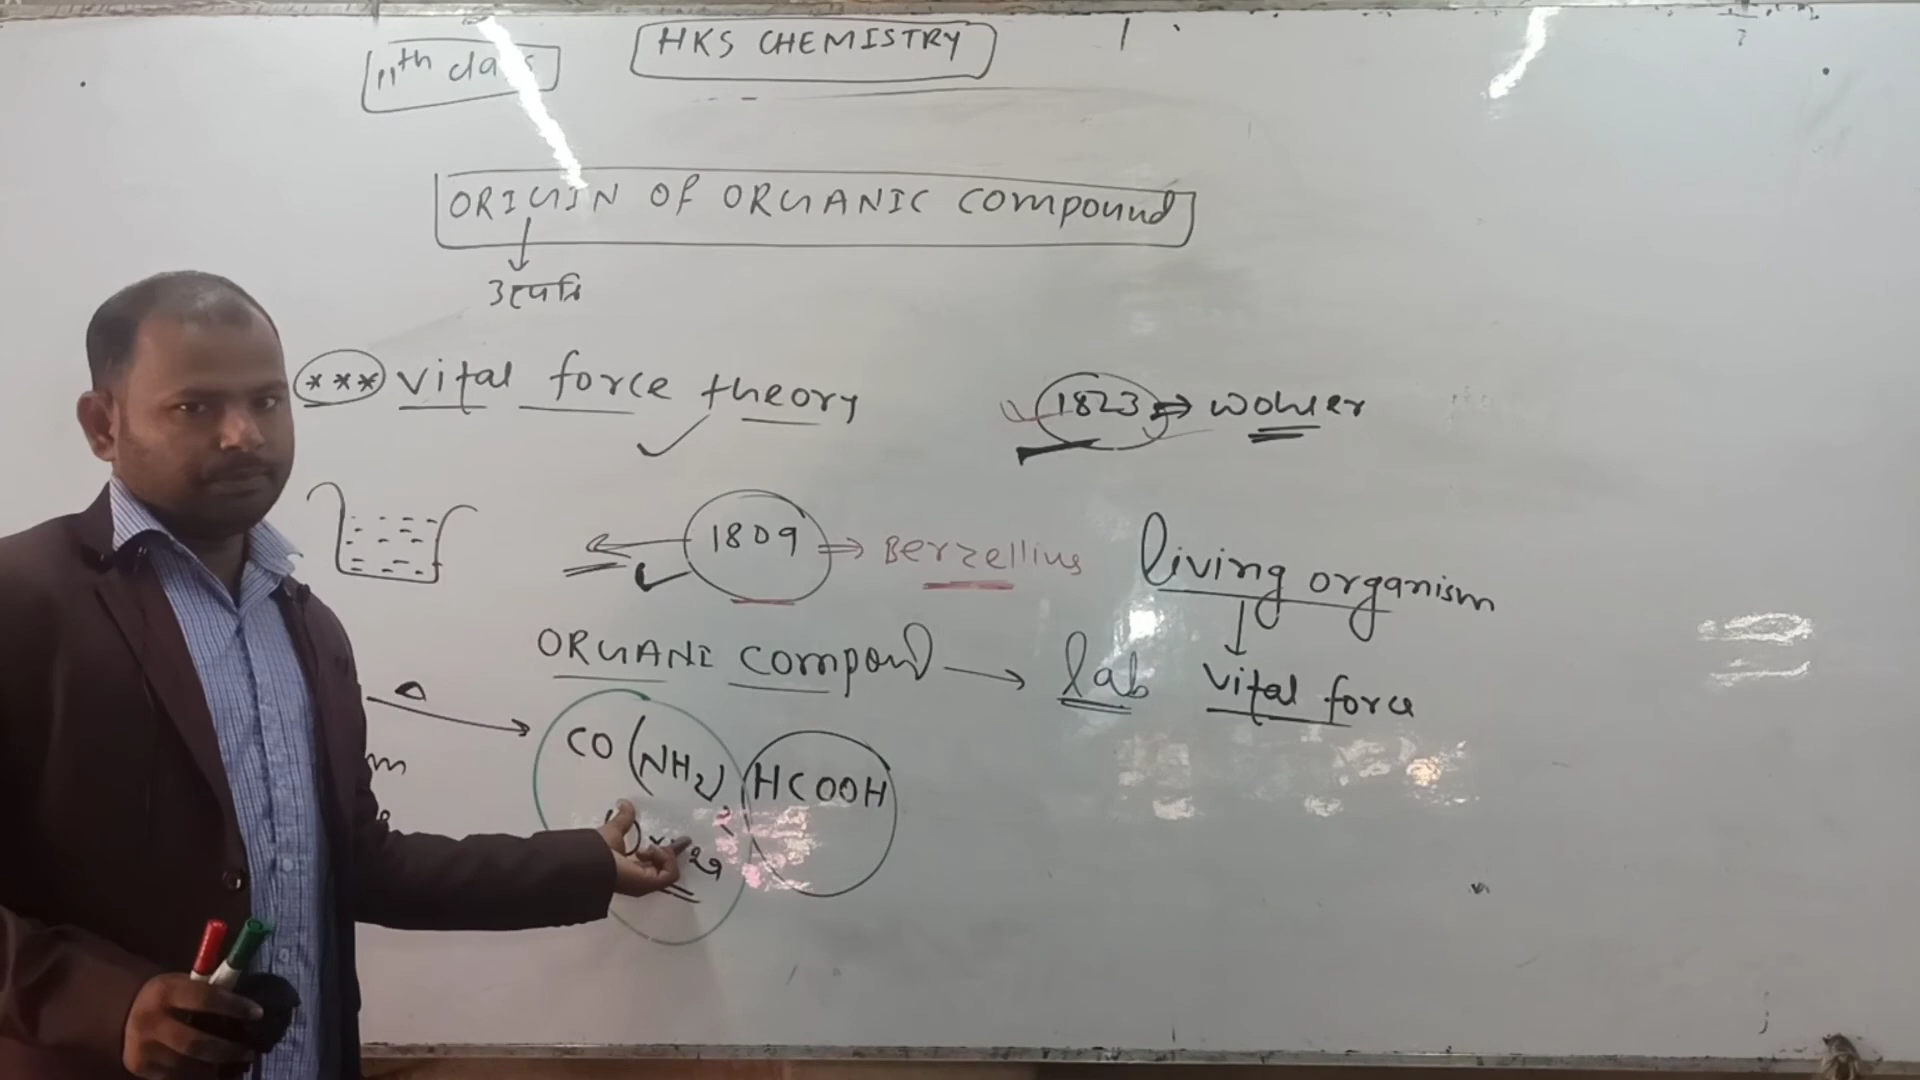 11th class
HKS CHEMISTRY
ORIGIN OF ORGANIC COMPOUND
उत्पत्ति
*** vital force theory
1823 ⇒ wohler
1809 ⇒ Berzellius
living organism
ORGANI compound → lab
vital force
Δ
CO(NH2)2
HCOOH